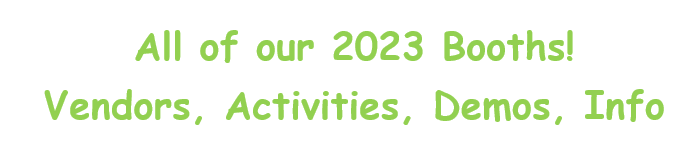 All of our 2023 Booths!
Vendors, Activities, Demos, Info